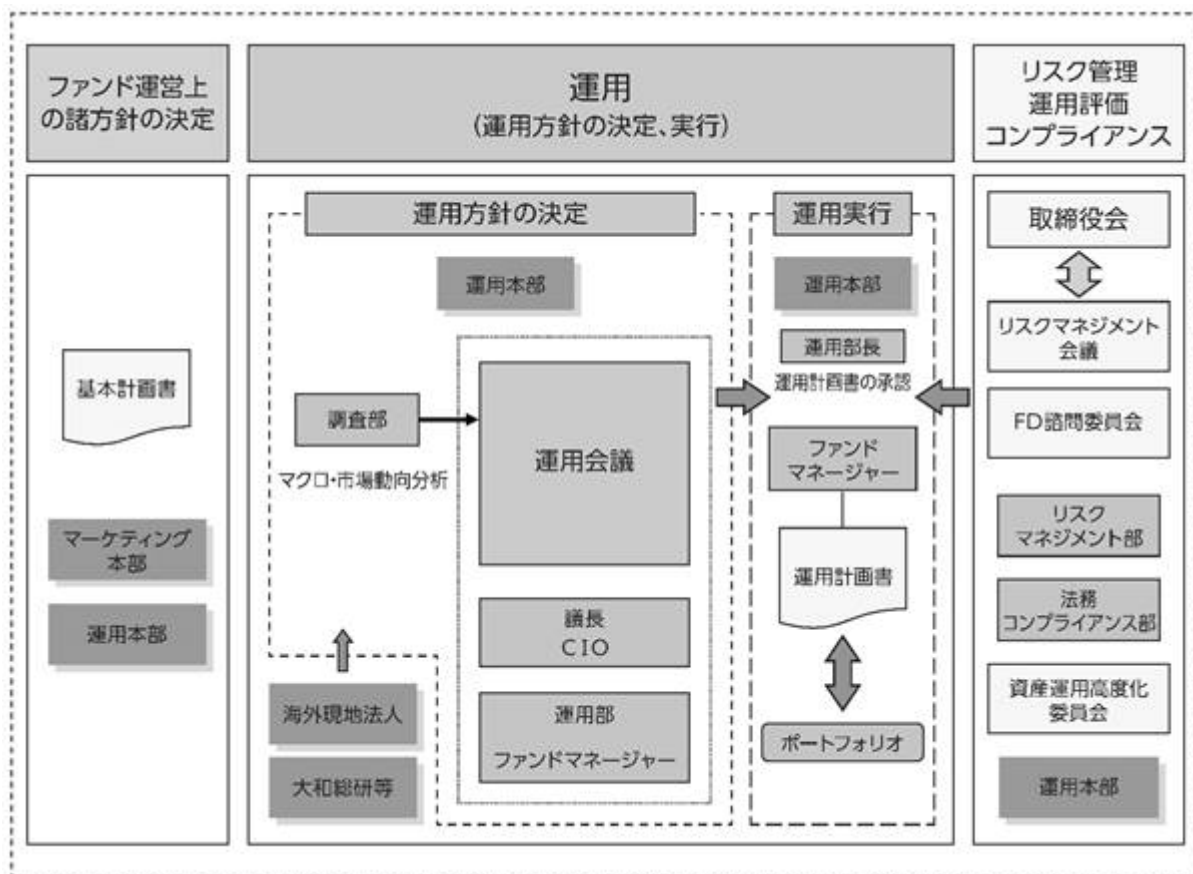 ファンド運営上
の諸方針の決定
運用
(運用方針の決定、実行)
リスク管理
運用評価
コンプライアンス
基本計画書
マーケティング
本部
運用本部
運用方針の決定
運用本部
調査部
マクロ・市場動向分析
運用会議
議長
CIO
運用部
ファンドマネージャー
海外現地法人
大和総研等
運用実行
運用本部
運用部長
運用計画書の承認
ファンド
マネージャー
運用計画書
ポートフォリオ
取締役会
リスクマネジメント
会議
FD諮問委員会
リスク
マネジメント部
法務
コンプライアンス部
資産運用高度化
委員会
運用本部